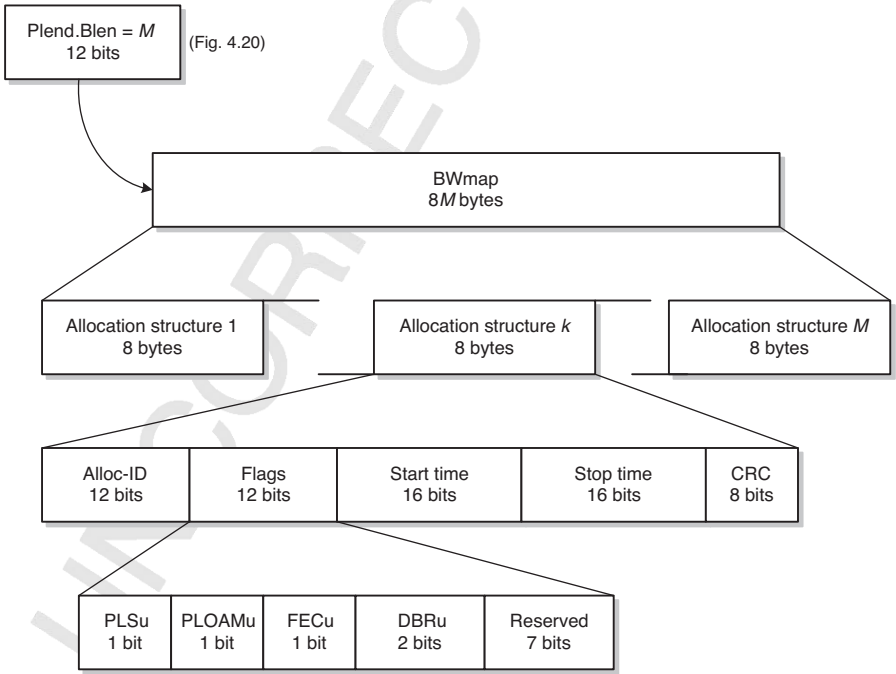 Plend.Blen = M
12 bits
(Fig. 4.20)
BWmap
8M bytes
Allocation structure 1
8 bytes
Allocation structure k
8 bytes
Allocation structure M
8 bytes
Alloc-ID
12 bits
Flags
12 bits
Start time
16 bits
Stop time
16 bits
CRC
8 bits
PLSu
1 bit
PLOAMu
1 bit
FECu
1 bit
DBRu
2 bits
Reserved
7 bits
UNCORREC